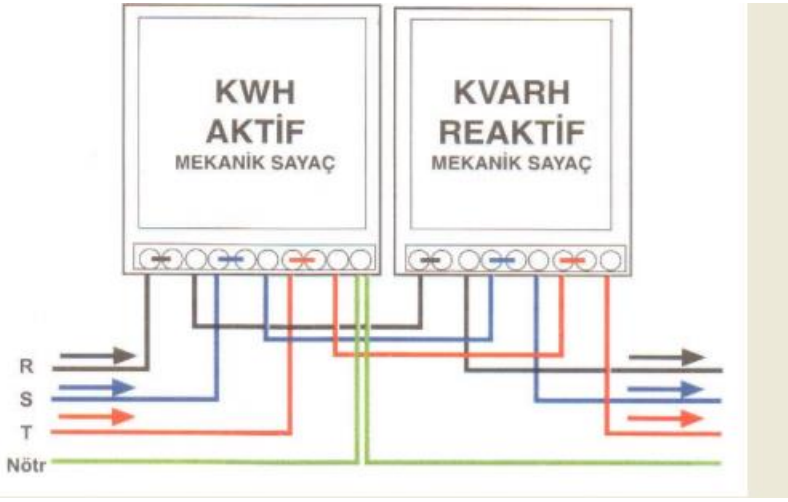 KWH
AKTİF
MEKANİK SAYAÇ
KVARH
REAKTİF
MEKANİK SAYAÇ
R
S
T
Nötr